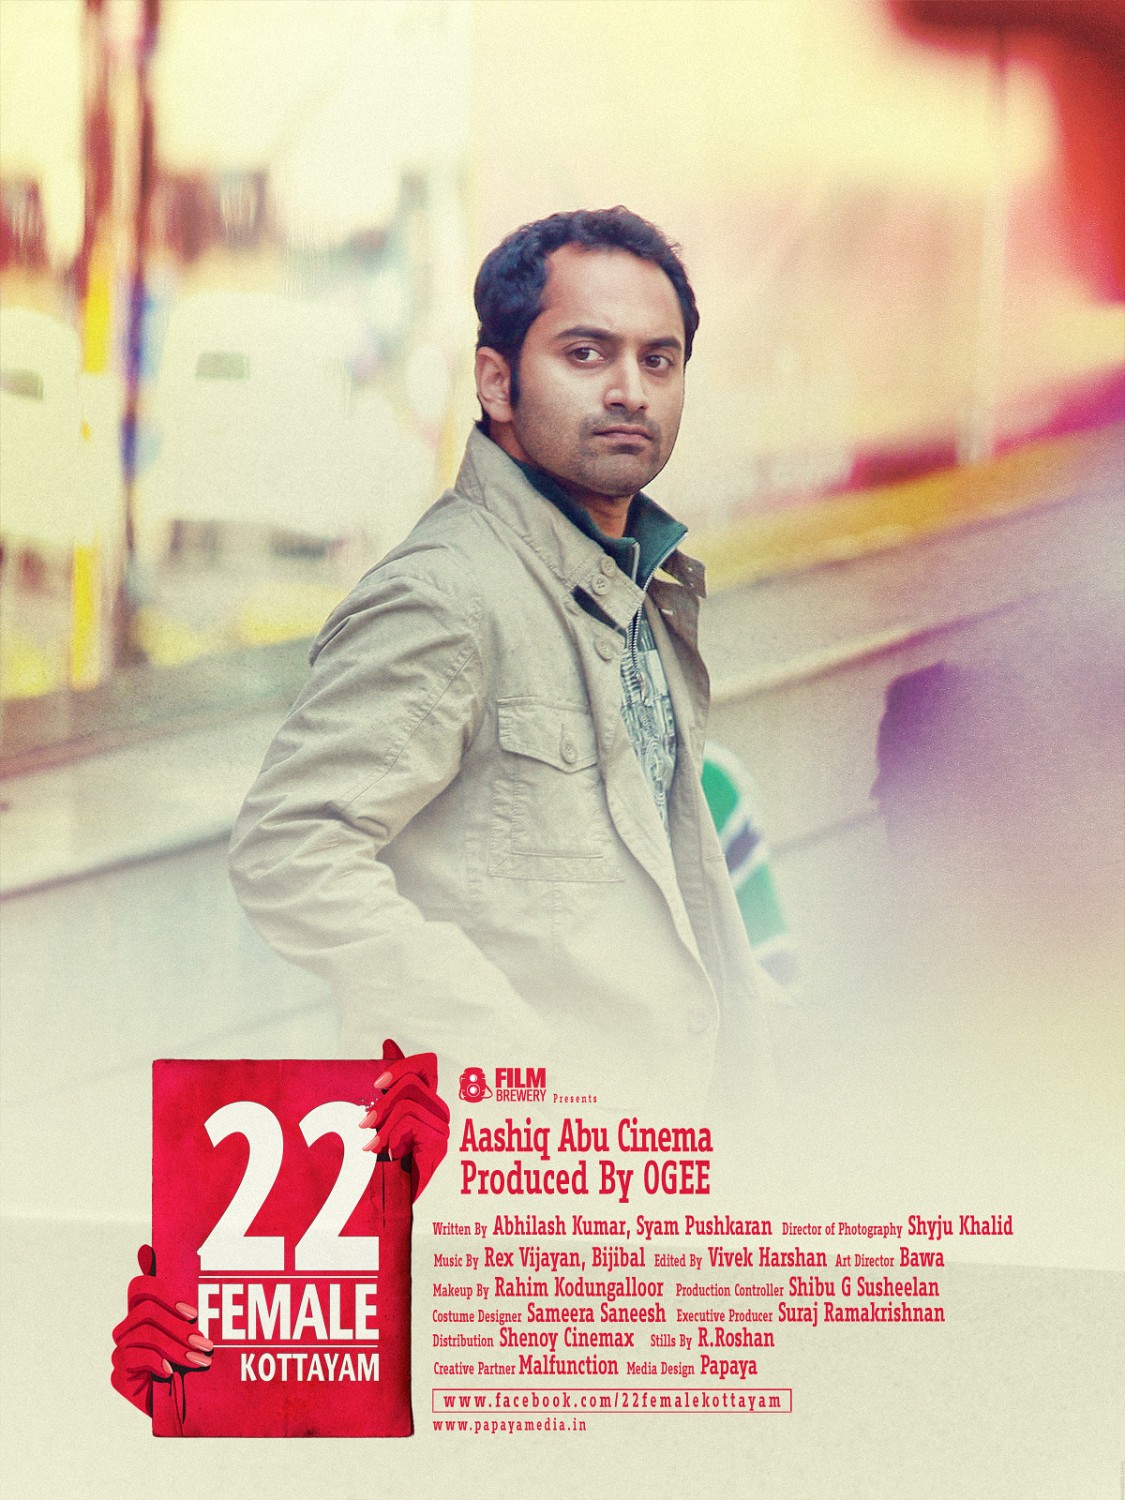 FILM
BREWERY Presents
Aashiq Abu Cinema
Produced By OGEE
22
FEMALE
KOTTAYAM
Written By Abhilash Kumar, Syam Pushkaran Director of Photography Shyju Khalid
Music By Rex Vijayan, Bijibal Edited By Vivek Harshan Art Director Bawa
Makeup By Rahim Kodungalloor Production Controller Shibu G Susheelan
Costume Designer Sameera Saneesh Executive Producer Suraj Ramakrishnan
Distribution Shenoy Cinemax Stills By R.Roshan
Creative Partner Malfunction Media Design Papaya
www.facebook.com/22femalekottayam
www.papayamedia.in